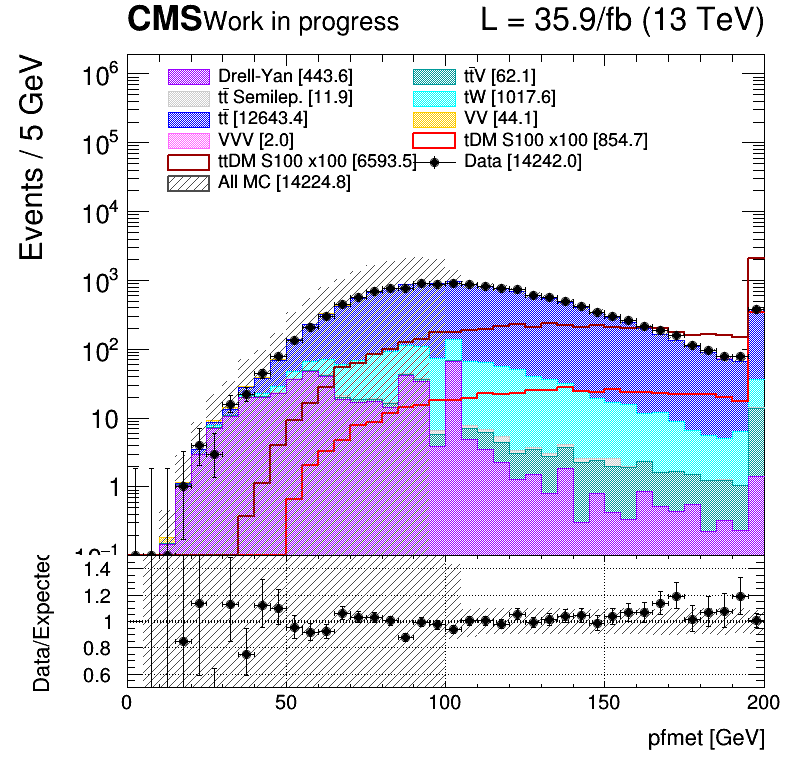 CMS Work in progress L = 35.9/fb (13 TeV)
Events / 5 GeV
10⁶
10⁵
10⁴
10³
10²
10
1
10⁻¹
Drell-Yan [443.6] tt̄V [62.1]
tt̄ Semilep. [11.9] tW [1017.6]
tt̄ [12643.4] VV [44.1]
VVV [2.0] tDM S100 x100 [854.7]
ttDM S100 x100 [6593.5] Data [14242.0]
All MC [14224.8]
Data/Expected
1.4
1.2
1
0.8
0.6
0 50 100 150 200
pfmet [GeV]